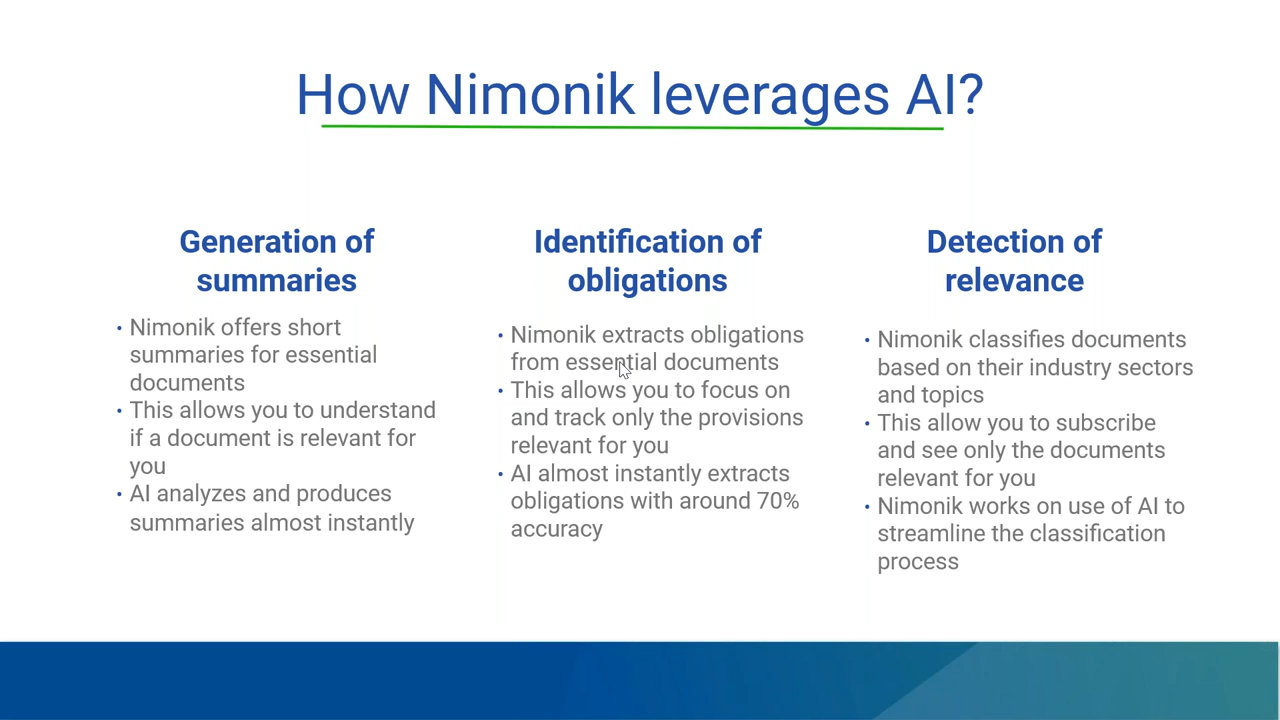 How Nimonik leverages AI?
Generation of
summaries
• Nimonik offers short
summaries for essential
documents
• This allows you to understand
if a document is relevant for
you
• AI analyzes and produces
summaries almost instantly
Identification of
obligations
• Nimonik extracts obligations
from essential documents
• This allows you to focus on
and track only the provisions
relevant for you
• AI almost instantly extracts
obligations with around 70%
accuracy
Detection of
relevance
• Nimonik classifies documents
based on their industry sectors
and topics
• This allow you to subscribe
and see only the documents
relevant for you
• Nimonik works on use of AI to
streamline the classification
process